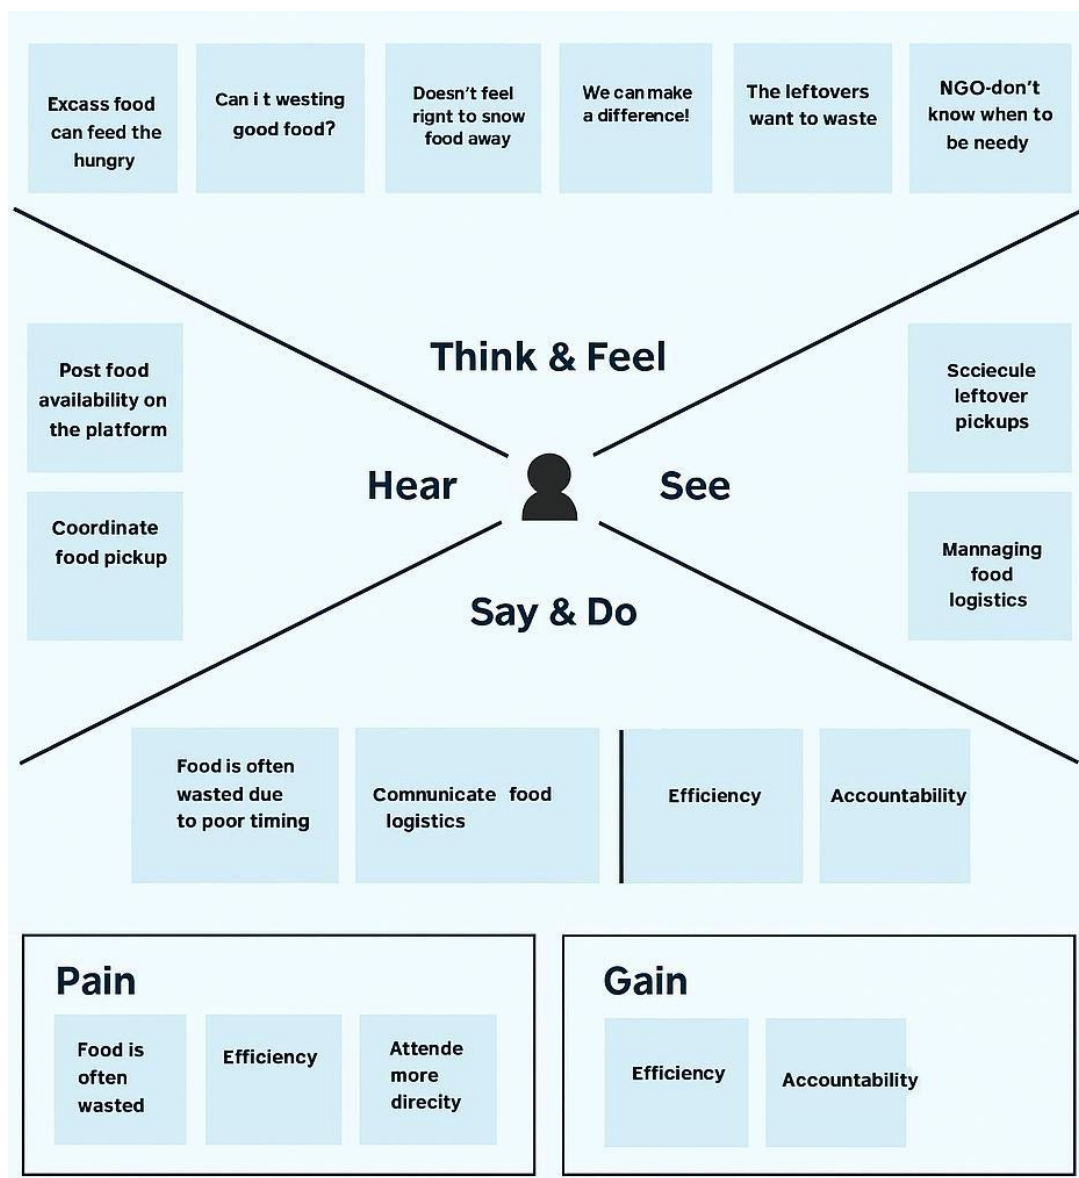 Excass food
can feed the
hungry
Can i t westing
good food?
Doesn't feel
rignt to snow
food away
We can make
a difference!
The leftovers
want to waste
NGO-don't
know when to
be needy
Think & Feel
Post food
availability on
the platform
Coordinate
food pickup
Hear
See
Scciecule
leftover
pickups
Mannaging
food
logistics
Say & Do
Food is often
wasted due
to poor timing
Communicate food
logistics
Efficiency
Accountability
Pain
Food is
often
wasted
Efficiency
Attende
more
direcity
Gain
Efficiency
Accountability